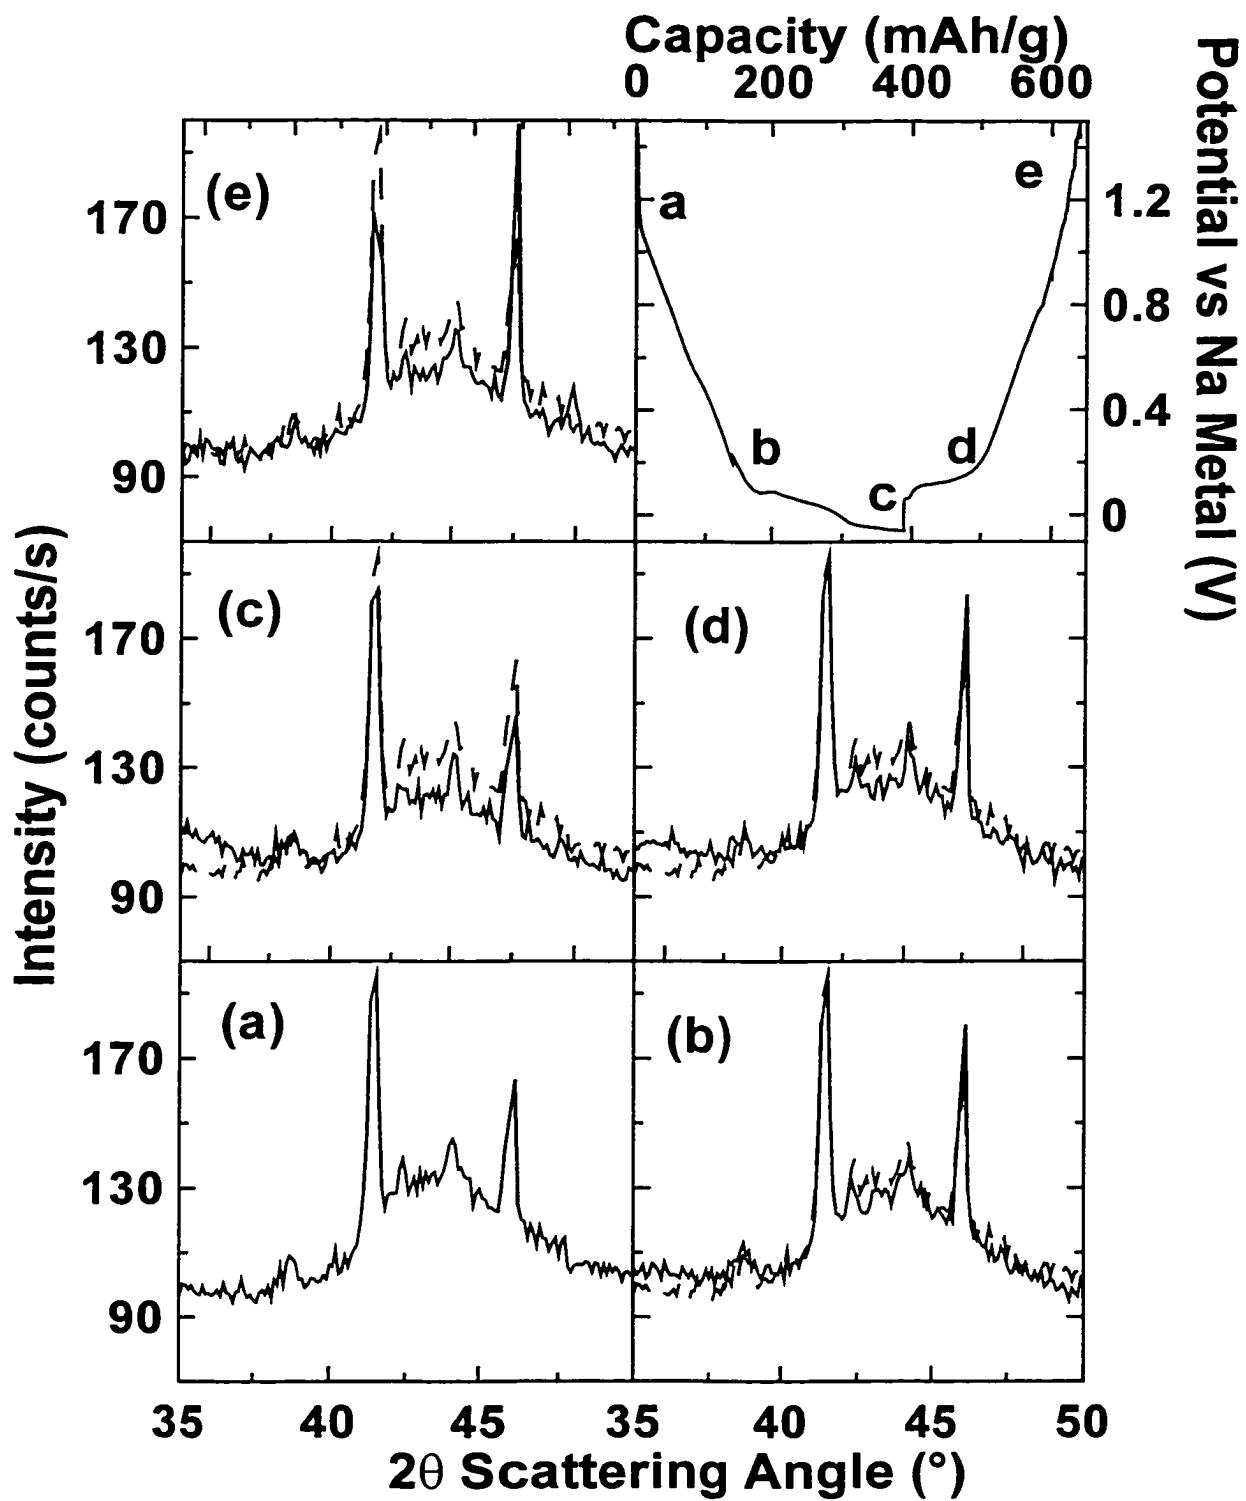 Capacity (mAh/g)
0 200 400 600
Potential vs Na Metal (V)
(e)
170
130
90
a
b
c
d
e
1.2
0.8
0.4
0
Intensity (counts/s)
(c)
170
130
90
(d)
(a)
170
130
90
(b)
35 40 45 35 40 45 50
2θ Scattering Angle (°)